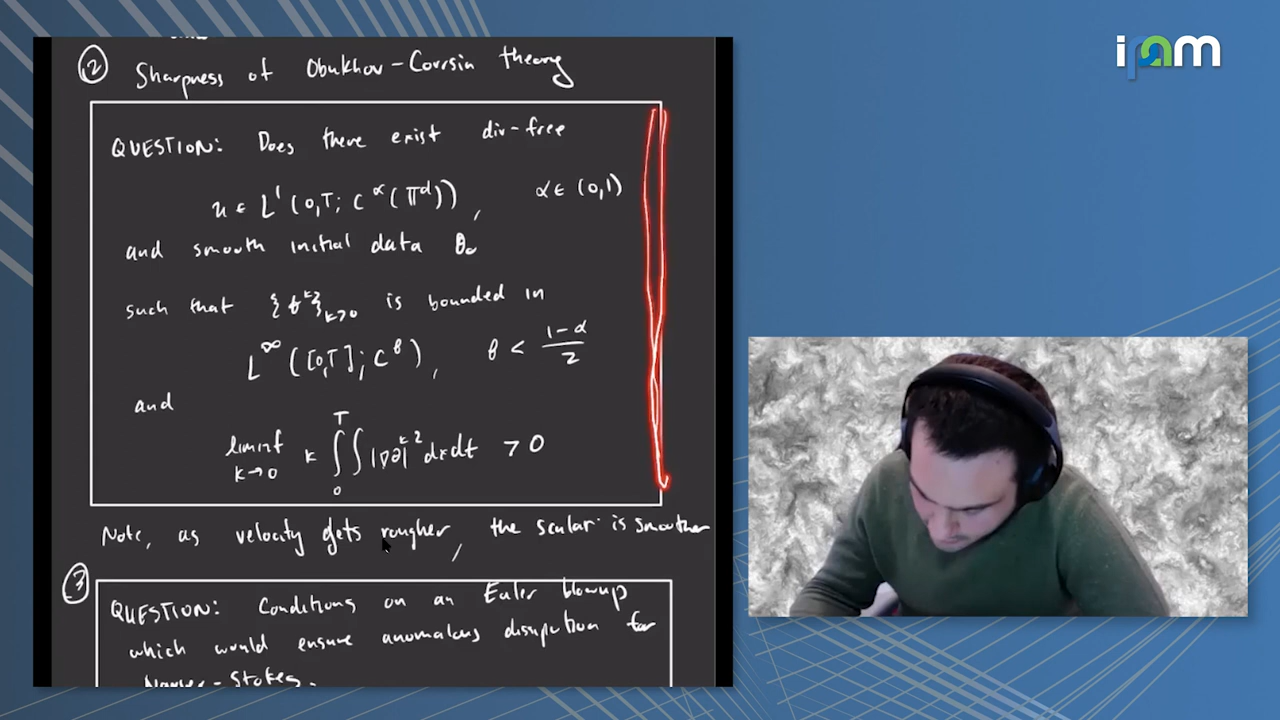 ipam
② Sharpness of Obukhov-Corrsin theory
QUESTION: Does there exist div-free
u ∈ L¹(0,T; C^α(𝕋^d)), α ∈ (0,1)
and smooth initial data θ₀
such that {θ^κ}_{κ>0} is bounded in
L^∞([0,T]; C^β), β < (1-α)/2
and
liminf_{κ→0} κ ∫₀^T ∫ |∇θ^κ|² dx dt > 0
Note, as velocity gets rougher, the scalar is smoother
③
QUESTION: Conditions on an Euler blowup
which would ensure anomalous dissipation for
Navier-Stokes.